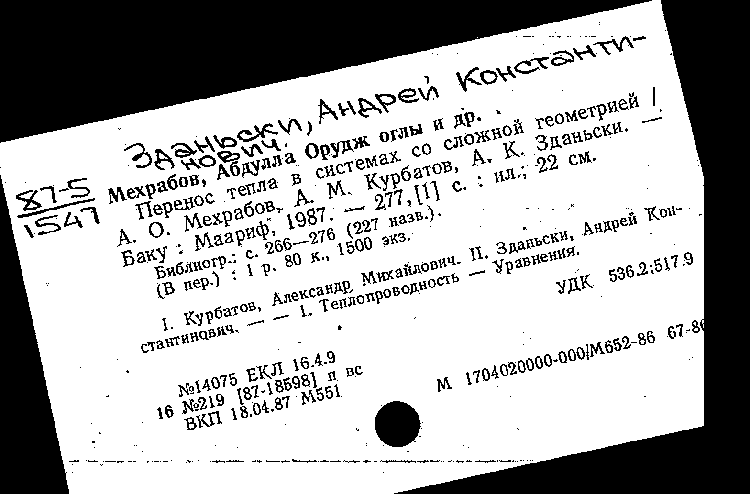 Зданьски, Андрей Константи-
нович.
87-5
1547
Мехрабов, Абдулла Орудж оглы и др.
Перенос тепла в системах со сложной геометрией /
А. О. Мехрабов, А. М. Курбатов, А. К. Зданьски. —
Баку : Маариф, 1987. — 277, [1] с. : ил.; 22 см.
Библиогр.: с. 266—276 (227 назв.).
(В пер.) : 1 р. 80 к., 1500 экз.
I. Курбатов, Александр Михайлович. II. Зданьски, Андрей Кон-
стантинович. — — 1. Теплопроводность — Уравнения.
УДК 536.2:517.9
№14075 ЕКЛ 16.4.9
16 №219 [87-18598] п вс
ВКП 18.04.87 М551
М 1704020000-000/М652-86 67-86